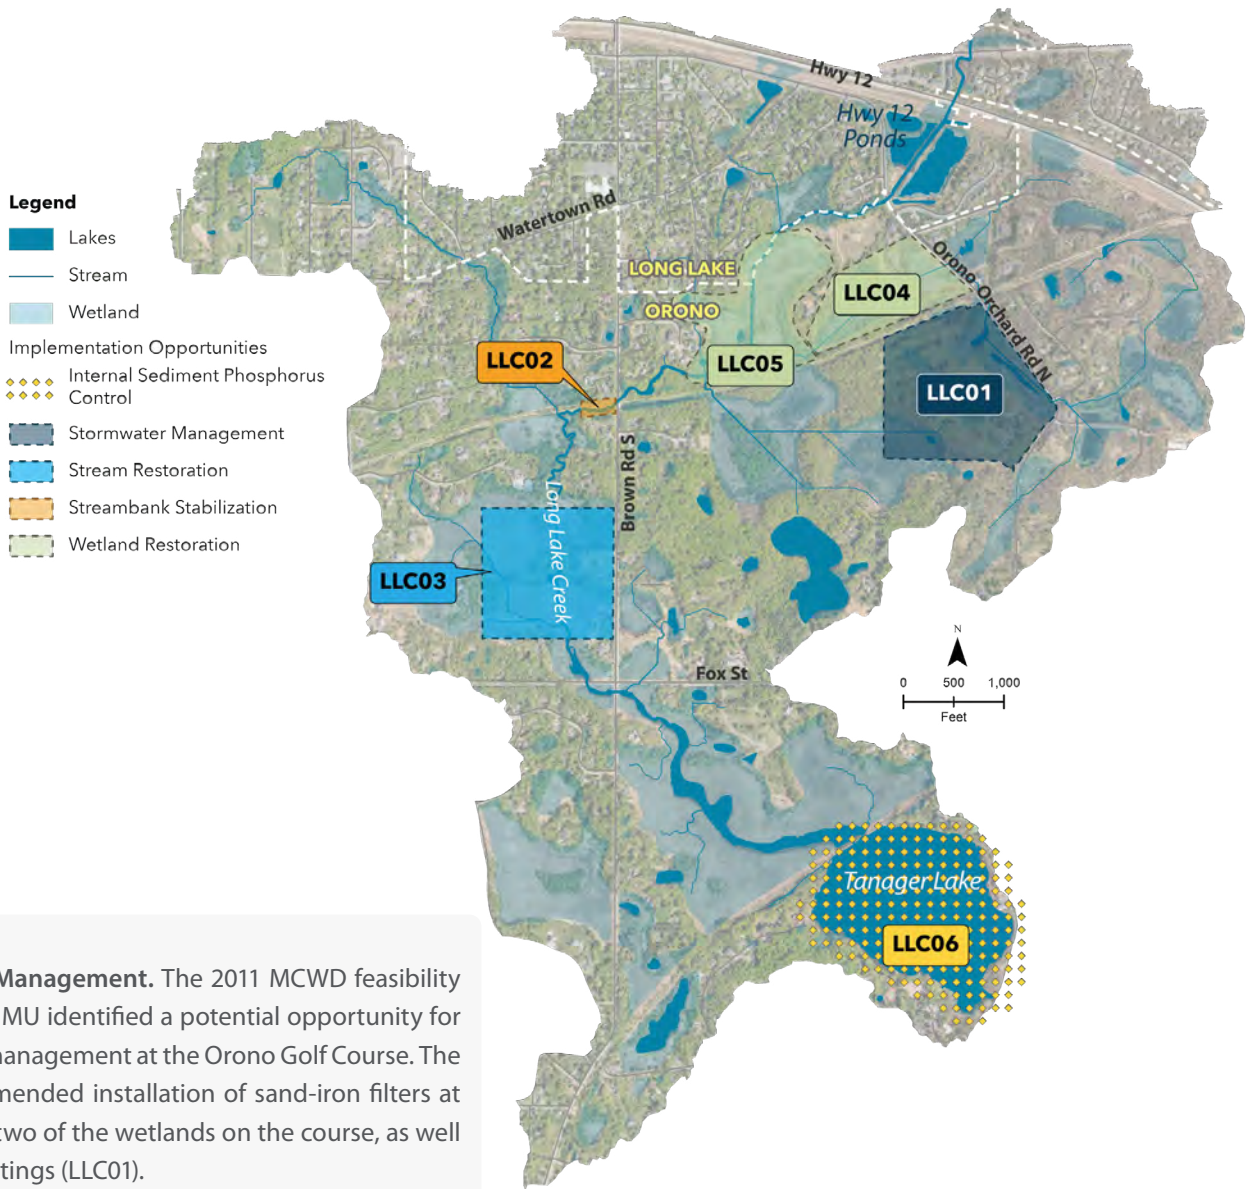 Hwy 12
Hwy 12
Ponds
Legend
Lakes
Stream
Wetland
Implementation Opportunities
Internal Sediment Phosphorus
Control
Stormwater Management
Stream Restoration
Streambank Stabilization
Wetland Restoration
Watertown Rd
LONG LAKE
ORONO
Orono Orchard Rd N
LLC04
LLC02
LLC05
LLC01
Brown Rd S
Long Lake Creek
LLC03
Fox St
N
0 500 1,000
Feet
Tanager Lake
LLC06
Management. The 2011 MCWD feasibility
MU identified a potential opportunity for
anagement at the Orono Golf Course. The
mended installation of sand-iron filters at
two of the wetlands on the course, as well
tings (LLC01).